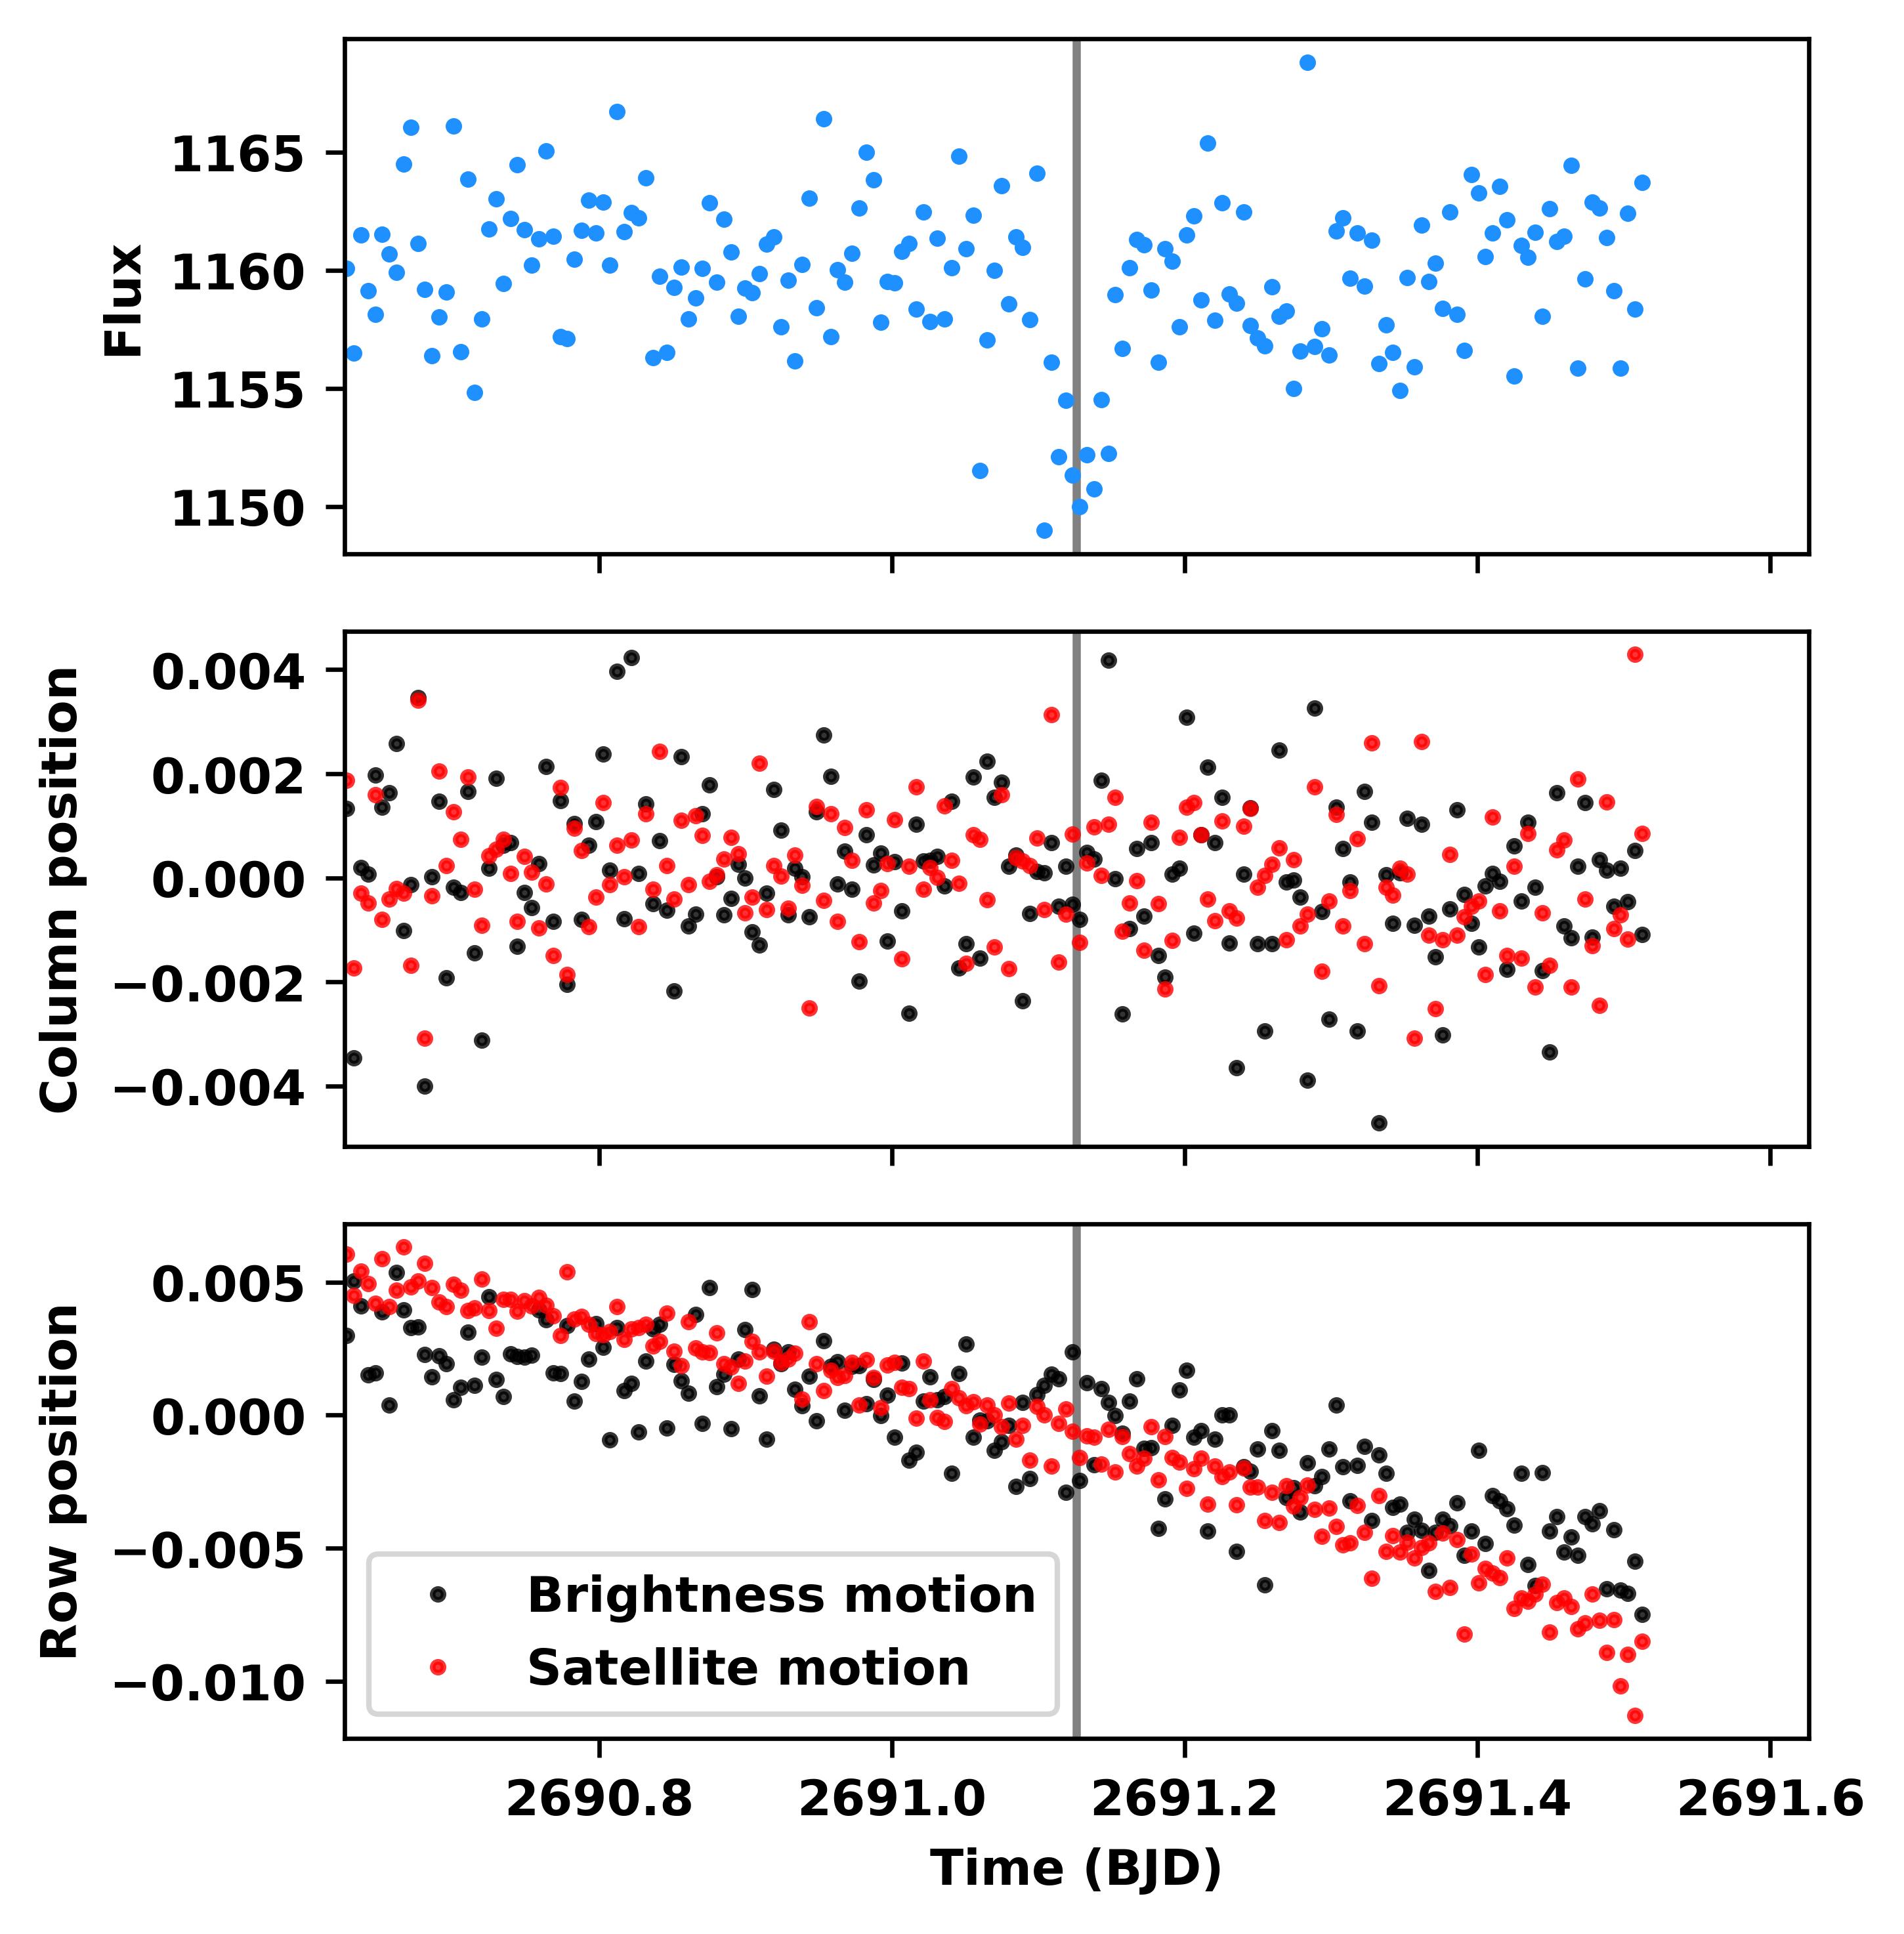 Flux
1165
1160
1155
1150
Column position
0.004
0.002
0.000
−0.002
−0.004
Row position
0.005
0.000
−0.005
−0.010
Brightness motion
Satellite motion
2690.8 2691.0 2691.2 2691.4 2691.6
Time (BJD)